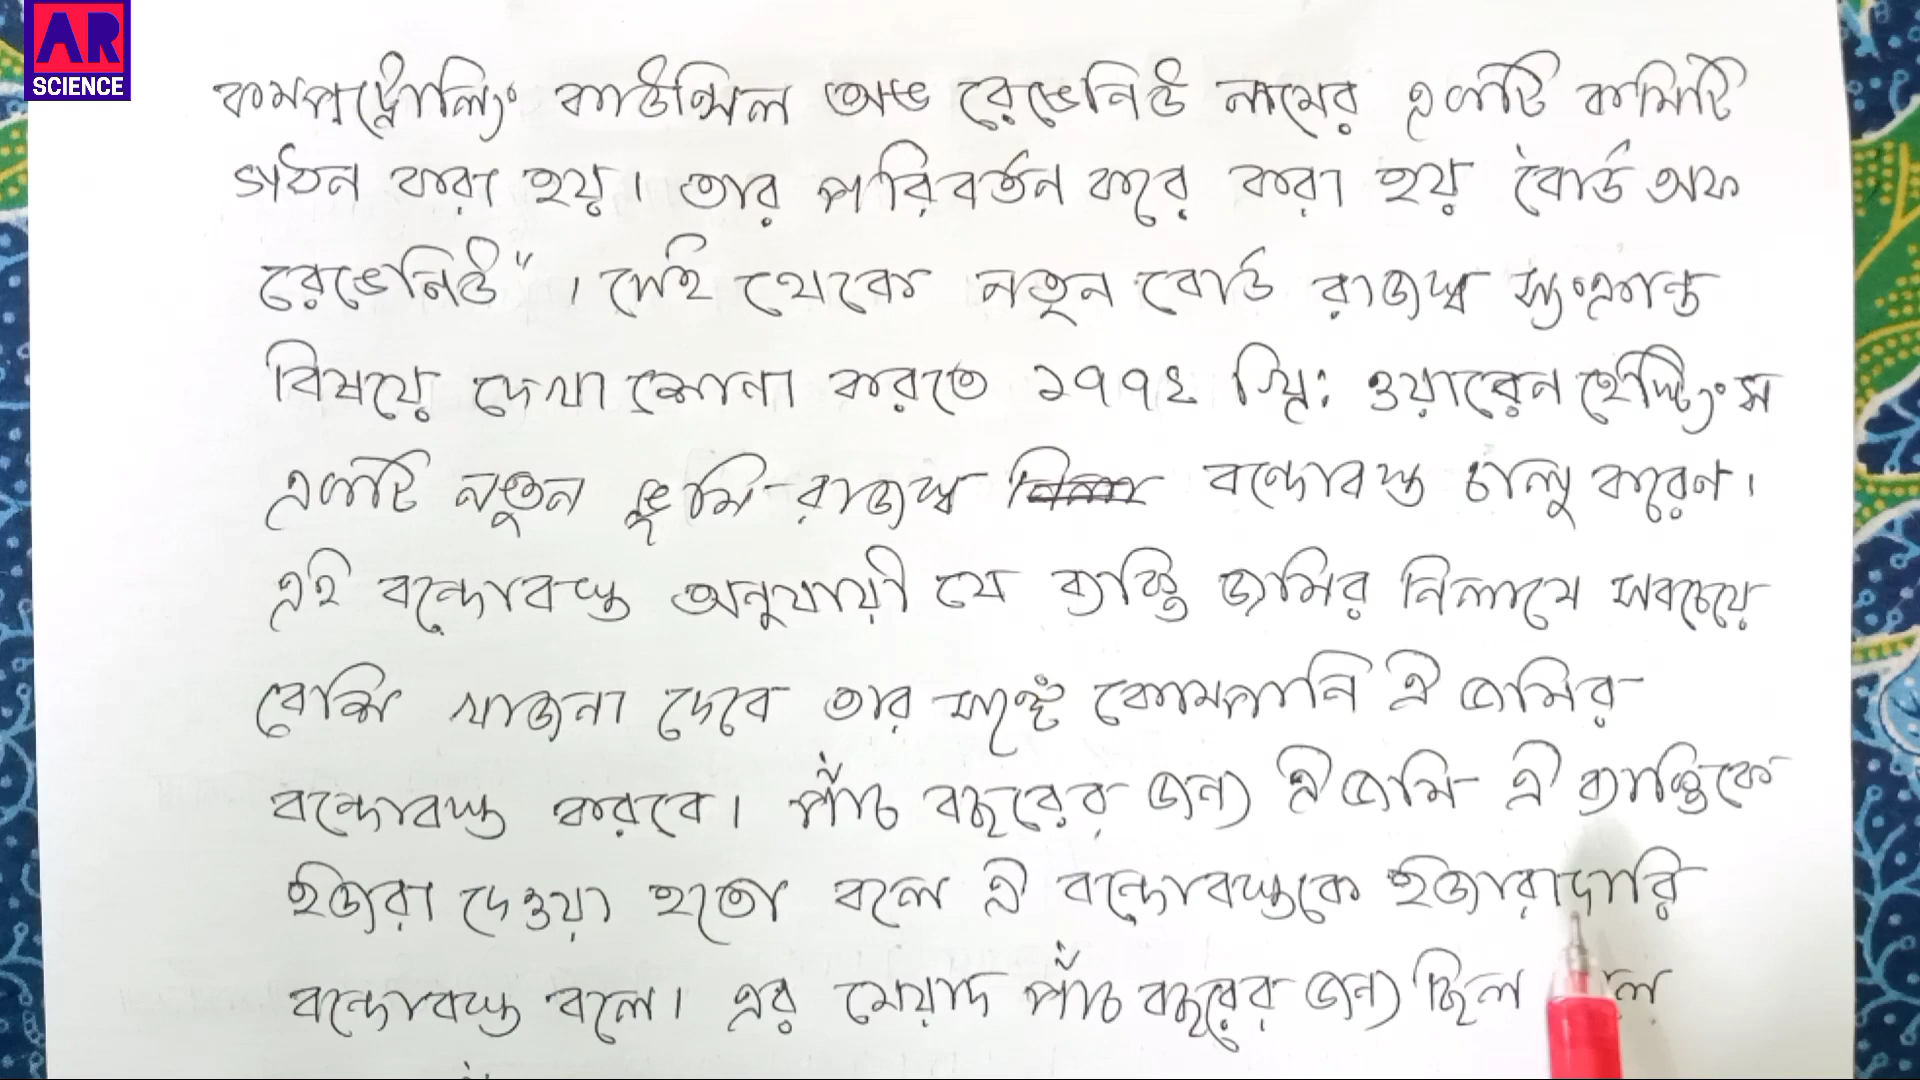 AR
SCIENCE
কমপট্রোলিং কাউন্সিল অভ রেভেনিউ নামের একটি কমিটি
গঠন করা হয়। তার পরিবর্তন করে করা হয় বোর্ড অফ
রেভেনিউ"। সেই থেকে নতুন বোর্ড রাজস্ব সংক্রান্ত
বিষয়ে দেখা শোনা করতে ১৭৭২ খ্রি: ওয়ারেন হেস্টিংস
একটি নতুন ভূমি-রাজস্ব বন্দোবস্ত চালু করেণ।
এই বন্দোবস্ত অনুযায়ী যে ব্যক্তি জমির নিলামে সবচেয়ে
বেশি খাজনা দেবে তার সঙ্গে কোমপানি ঐ জমির
বন্দোবস্ত করবে। পাঁচ বছরের জন্য ঐ জমি ঐ ব্যাক্তিকে
ইজারা দেওয়া হতো বলে ঐ বন্দোবস্তকে ইজারাদারি
বন্দোবস্ত বলে। এর মেয়াদ পাঁচ বছরের জন্য ছিল